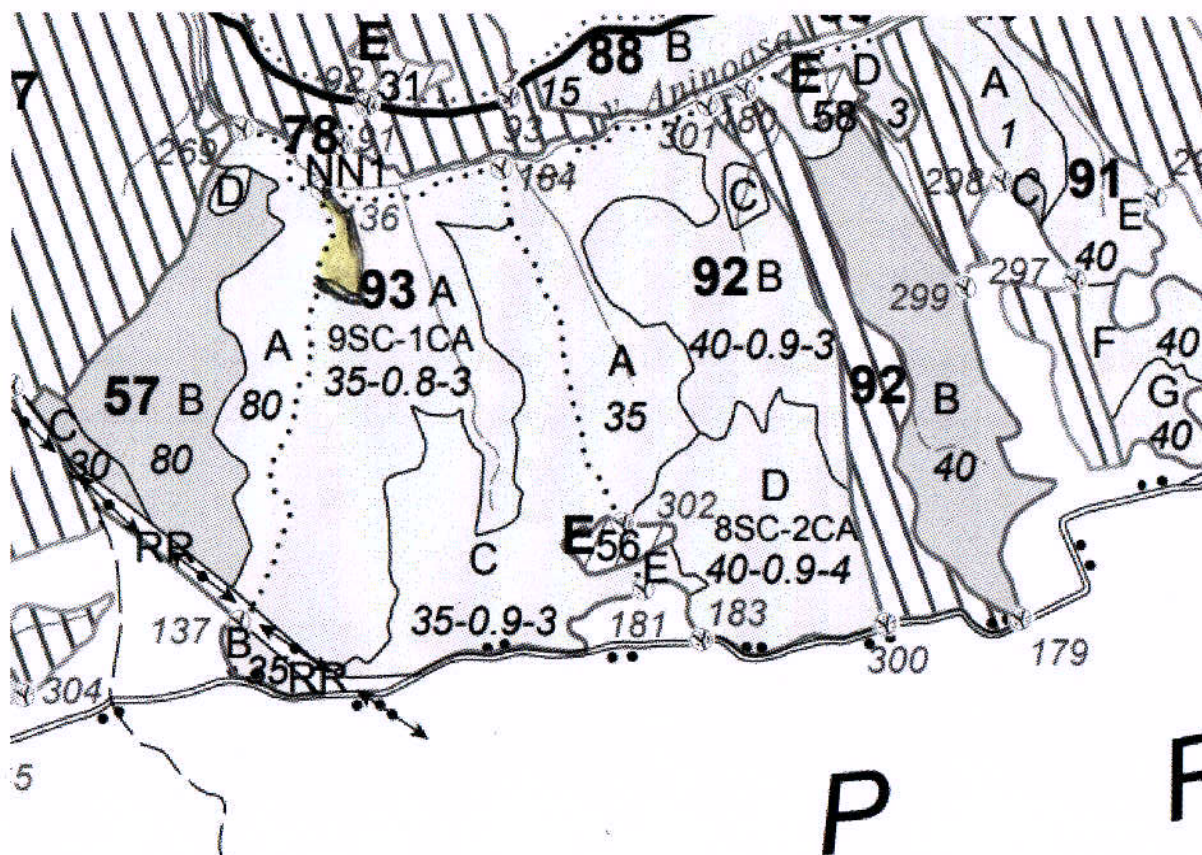 E
88 B
v. Aninoasa
E D
92 31
15
58
3
A
7
269
78
91
93
301
180
1
NN1
184
D
136
C
298
C
91
E
93 A
92 B
299
297
40
A
9SC-1CA
40-0.9-3
F
57 B
80
35-0.8-3
A
92
B
40
C
35
G
30
80
40
40
D
302
RR
E
56
8SC-2CA
C
E
40-0.9-4
137
B
35-0.9-3
181
183
35
RR
300
179
304
5
P